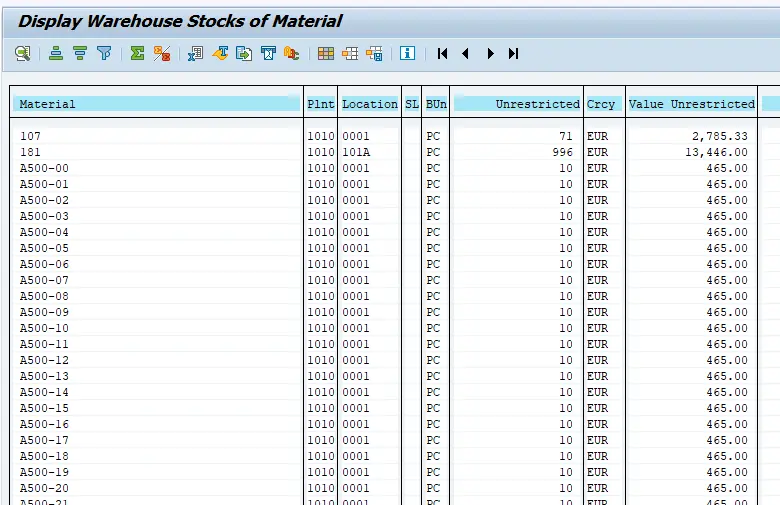 Display Warehouse Stocks of Material
Material Plnt Location SL BUn Unrestricted Crcy Value Unrestricted
107 1010 0001 PC 71 EUR 2,785.33
181 1010 101A PC 996 EUR 13,446.00
A500-00 1010 0001 PC 10 EUR 465.00
A500-01 1010 0001 PC 10 EUR 465.00
A500-02 1010 0001 PC 10 EUR 465.00
A500-03 1010 0001 PC 10 EUR 465.00
A500-04 1010 0001 PC 10 EUR 465.00
A500-05 1010 0001 PC 10 EUR 465.00
A500-06 1010 0001 PC 10 EUR 465.00
A500-07 1010 0001 PC 10 EUR 465.00
A500-08 1010 0001 PC 10 EUR 465.00
A500-09 1010 0001 PC 10 EUR 465.00
A500-10 1010 0001 PC 10 EUR 465.00
A500-11 1010 0001 PC 10 EUR 465.00
A500-12 1010 0001 PC 10 EUR 465.00
A500-13 1010 0001 PC 10 EUR 465.00
A500-14 1010 0001 PC 10 EUR 465.00
A500-15 1010 0001 PC 10 EUR 465.00
A500-16 1010 0001 PC 10 EUR 465.00
A500-17 1010 0001 PC 10 EUR 465.00
A500-18 1010 0001 PC 10 EUR 465.00
A500-19 1010 0001 PC 10 EUR 465.00
A500-20 1010 0001 PC 10 EUR 465.00
A500-21 1010 0001 PC 10 EUR 465.00